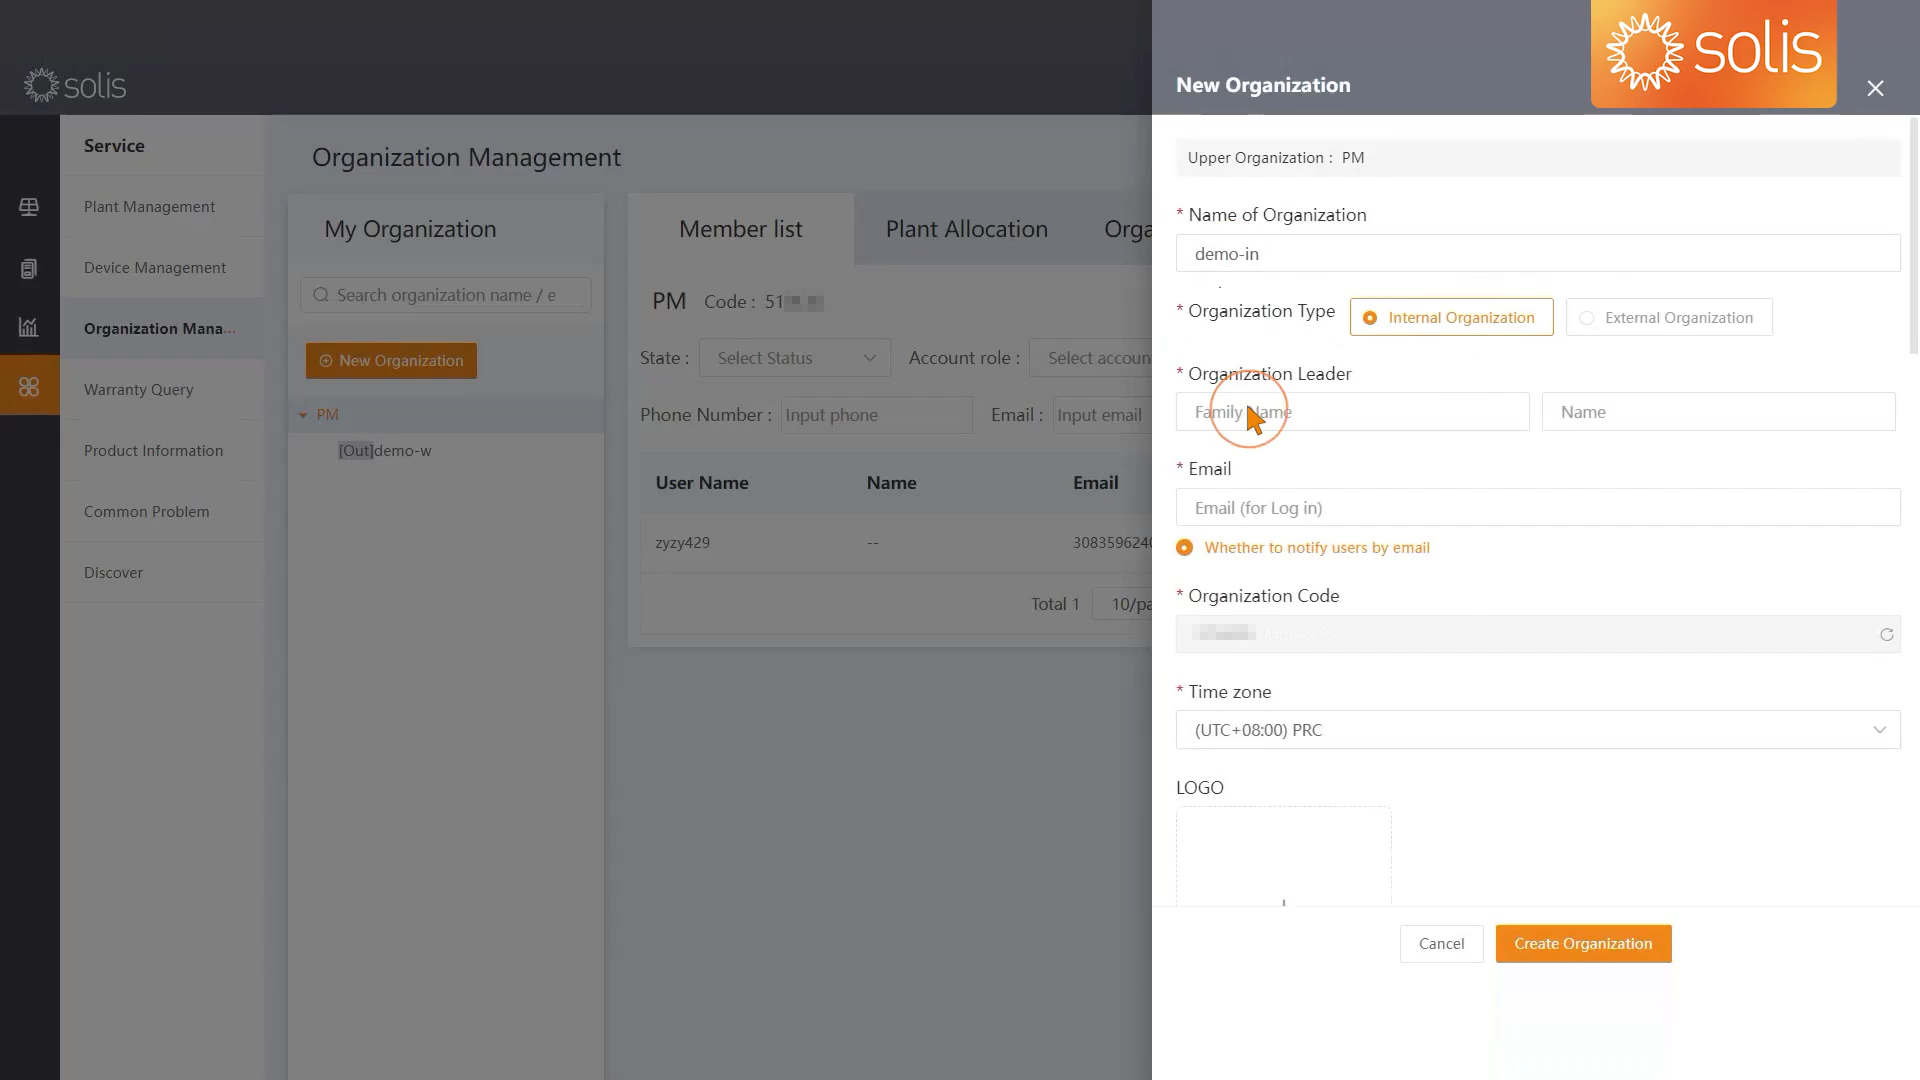 solis
solis
New Organization
Service
Plant Management
Device Management
Organization Mana...
Warranty Query
Product Information
Common Problem
Discover
Organization Management
My Organization
Search organization name / e
New Organization
PM
[Out]demo-w
Member list
Plant Allocation
Orga
PM Code : 51
State : Select Status Account role : Select accoun
Phone Number : Input phone Email : Input email
User Name Name Email
zyzy429 -- 308359624
Total 1 10/pa
Upper Organization : PM
* Name of Organization
demo-in
* Organization Type Internal Organization External Organization
* Organization Leader
Family Name Name
* Email
Email (for Log in)
Whether to notify users by email
* Organization Code
* Time zone
(UTC+08:00) PRC
LOGO
Cancel Create Organization